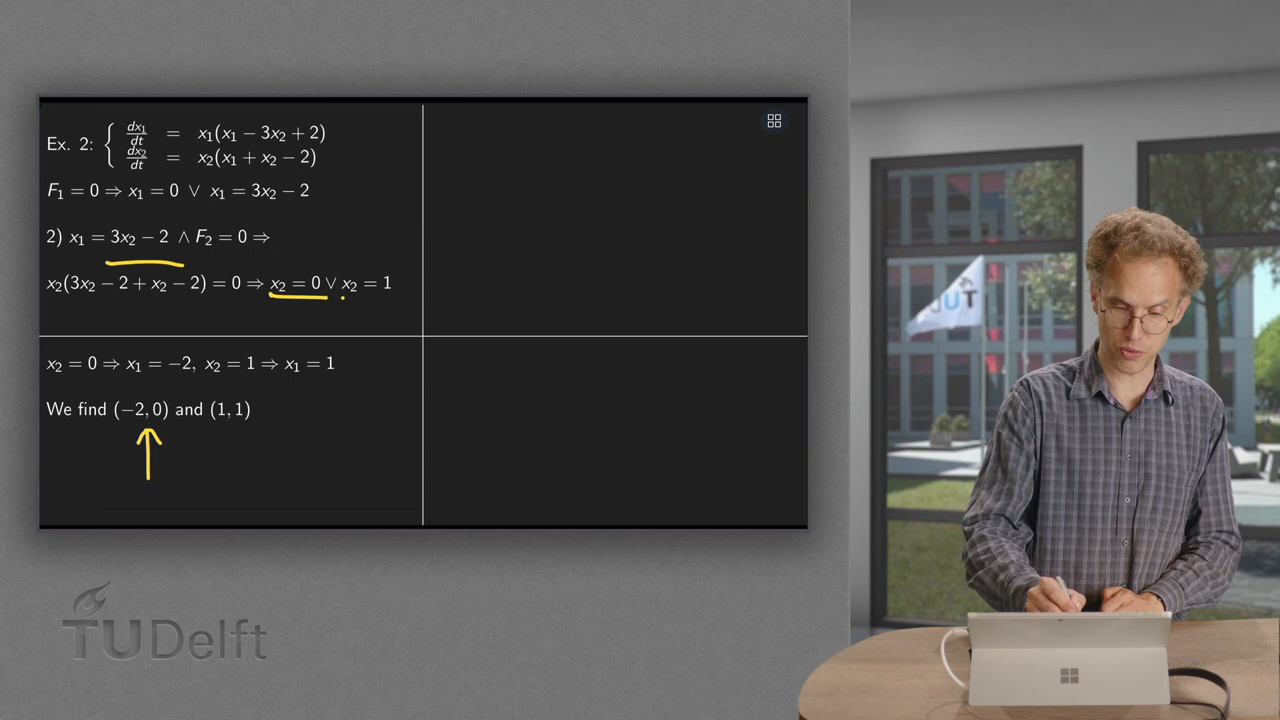 Ex. 2: { dx₁/dt = x₁(x₁ − 3x₂ + 2)
dx₂/dt = x₂(x₁ + x₂ − 2)
F₁ = 0 ⇒ x₁ = 0 ∨ x₁ = 3x₂ − 2
2) x₁ = 3x₂ − 2 ∧ F₂ = 0 ⇒
x₂(3x₂ − 2 + x₂ − 2) = 0 ⇒ x₂ = 0 ∨ x₂ = 1
x₂ = 0 ⇒ x₁ = −2, x₂ = 1 ⇒ x₁ = 1
We find (−2, 0) and (1, 1)
TUDelft